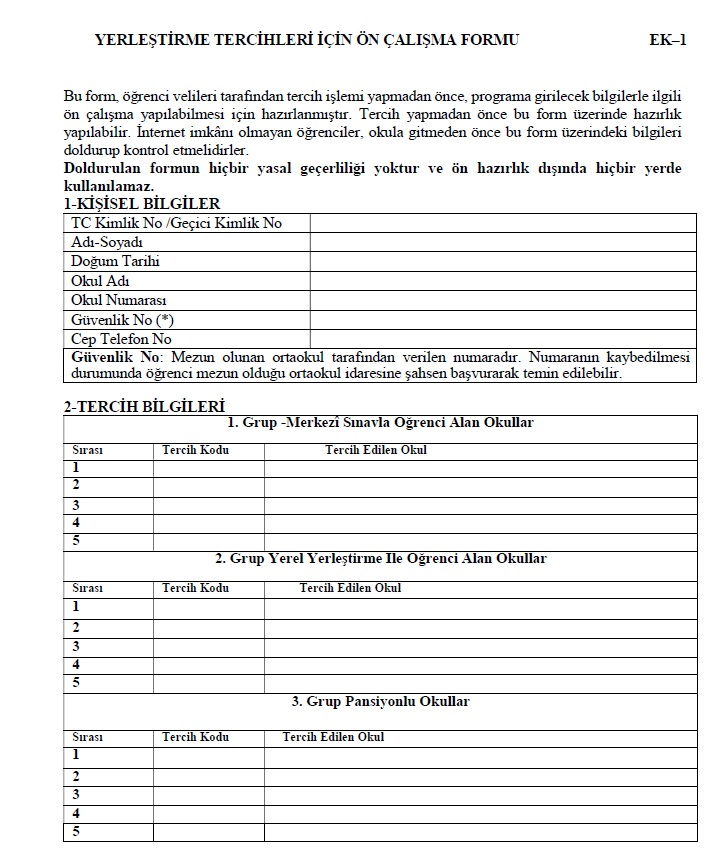 YERLEŞTİRME TERCİHLERİ İÇİN ÖN ÇALIŞMA FORMU EK–1
Bu form, öğrenci velileri tarafından tercih işlemi yapmadan önce, programa girilecek bilgilerle ilgili
ön çalışma yapılabilmesi için hazırlanmıştır. Tercih yapmadan önce bu form üzerinde hazırlık
yapılabilir. İnternet imkânı olmayan öğrenciler, okula gitmeden önce bu form üzerindeki bilgileri
doldurup kontrol etmelidirler.
Doldurulan formun hiçbir yasal geçerliliği yoktur ve ön hazırlık dışında hiçbir yerde
kullanılamaz.
1-KİŞİSEL BİLGİLER
TC Kimlik No /Geçici Kimlik No
Adı-Soyadı
Doğum Tarihi
Okul Adı
Okul Numarası
Güvenlik No (*)
Cep Telefon No
Güvenlik No: Mezun olunan ortaokul tarafından verilen numaradır. Numaranın kaybedilmesi
durumunda öğrenci mezun olduğu ortaokul idaresine şahsen başvurarak temin edilebilir.
2-TERCİH BİLGİLERİ
1. Grup -Merkezî Sınavla Öğrenci Alan Okullar
Sırası Tercih Kodu Tercih Edilen Okul
1
2
3
4
5
2. Grup Yerel Yerleştirme Ile Öğrenci Alan Okullar
Sırası Tercih Kodu Tercih Edilen Okul
1
2
3
4
5
3. Grup Pansiyonlu Okullar
Sırası Tercih Kodu Tercih Edilen Okul
1
2
3
4
5